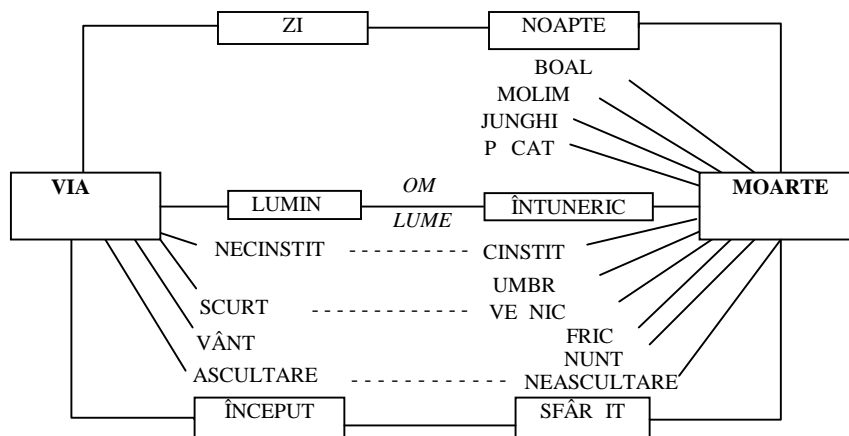 ZI NOAPTE
BOAL
MOLIM
JUNGHI
P CAT
VIA OM MOARTE
LUMIN LUME ÎNTUNERIC
NECINSTIT - - - - - - - - - - CINSTIT
UMBR
SCURT - - - - - - - - - - - - VE NIC
VÂNT FRIC
NUNT
ASCULTARE - - - - - - - - - - - - NEASCULTARE
ÎNCEPUT SFÂR IT